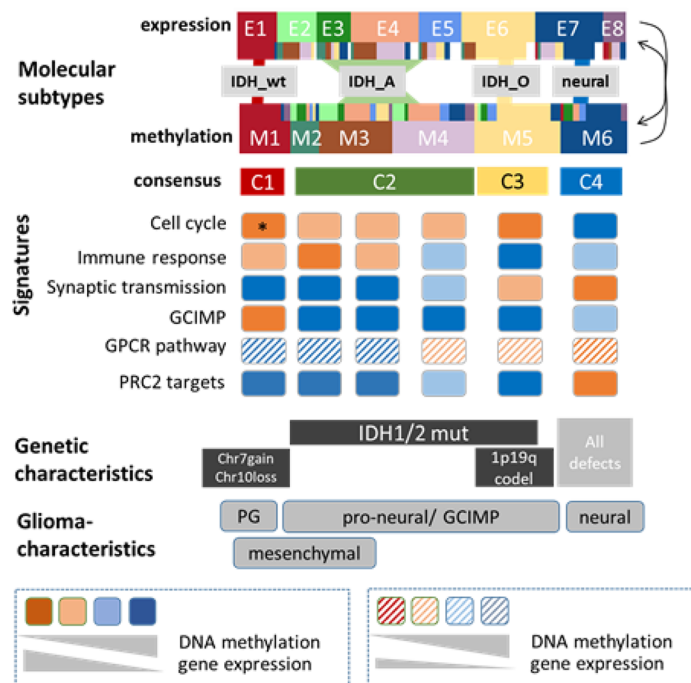 expression E1 E2 E3 E4 E5 E6 E7 E8
Molecular
subtypes
IDH_wt IDH_A IDH_O neural
methylation M1 M2 M3 M4 M5 M6
consensus C1 C2 C3 C4
Signatures
Cell cycle *
Immune response
Synaptic transmission
GCIMP
GPCR pathway
PRC2 targets
Genetic
characteristics
IDH1/2 mut
Chr7gain
Chr10loss
1p19q
codel
All
defects
Glioma-
characteristics
PG pro-neural/ GCIMP neural
mesenchymal
DNA methylation
gene expression
DNA methylation
gene expression